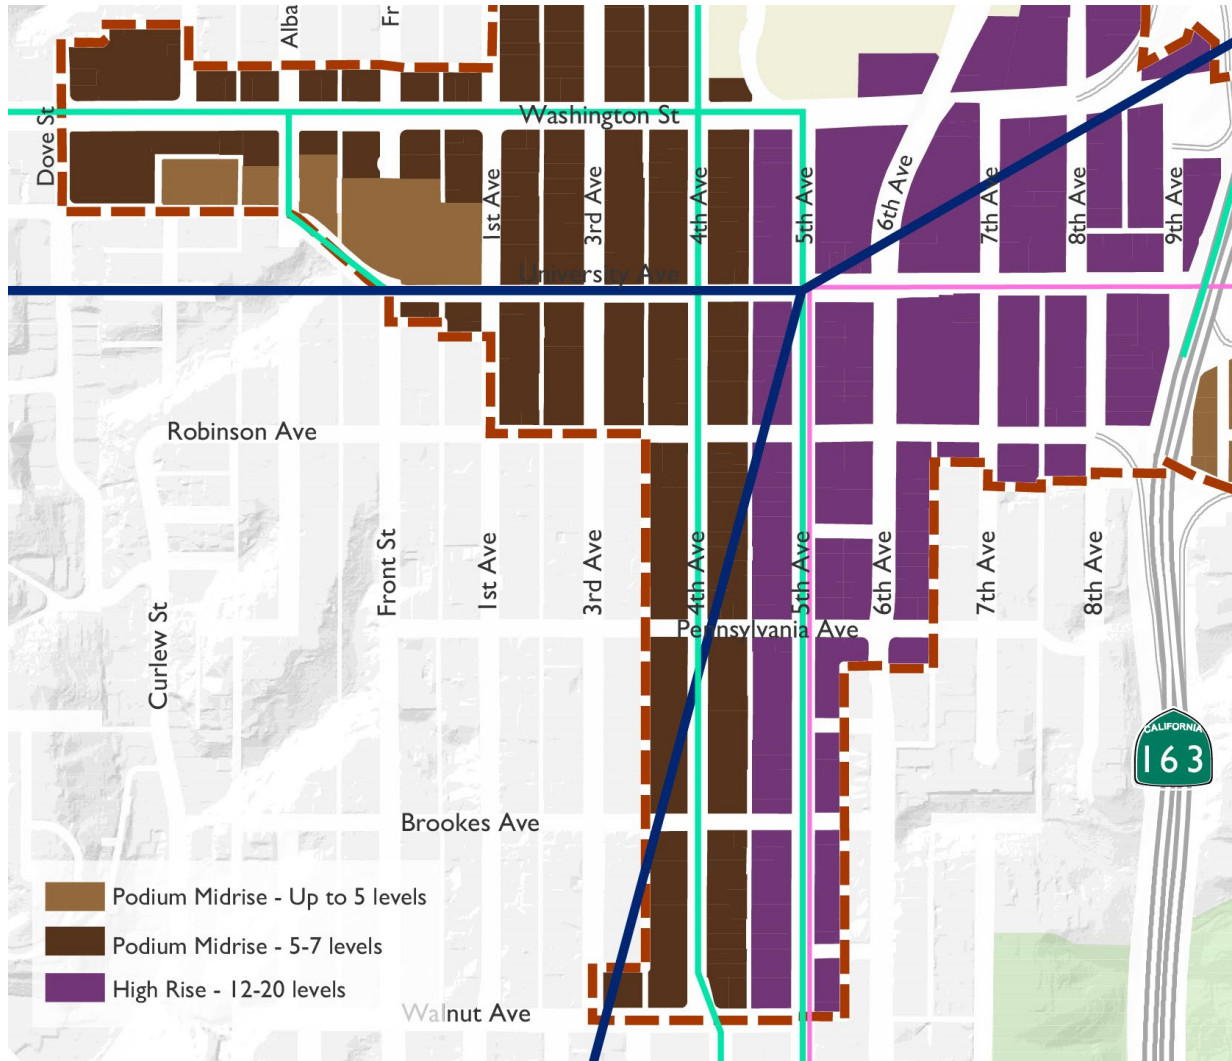 Alba
Fr
Washington St
Dove St
1st Ave
3rd Ave
4th Ave
5th Ave
6th Ave
7th Ave
8th Ave
9th Ave
University Ave
Robinson Ave
Curlew St
Front St
1st Ave
3rd Ave
4th Ave
5th Ave
6th Ave
7th Ave
8th Ave
Pennsylvania Ave
CALIFORNIA
163
Brookes Ave
Podium Midrise - Up to 5 levels
Podium Midrise - 5-7 levels
High Rise - 12-20 levels
Walnut Ave